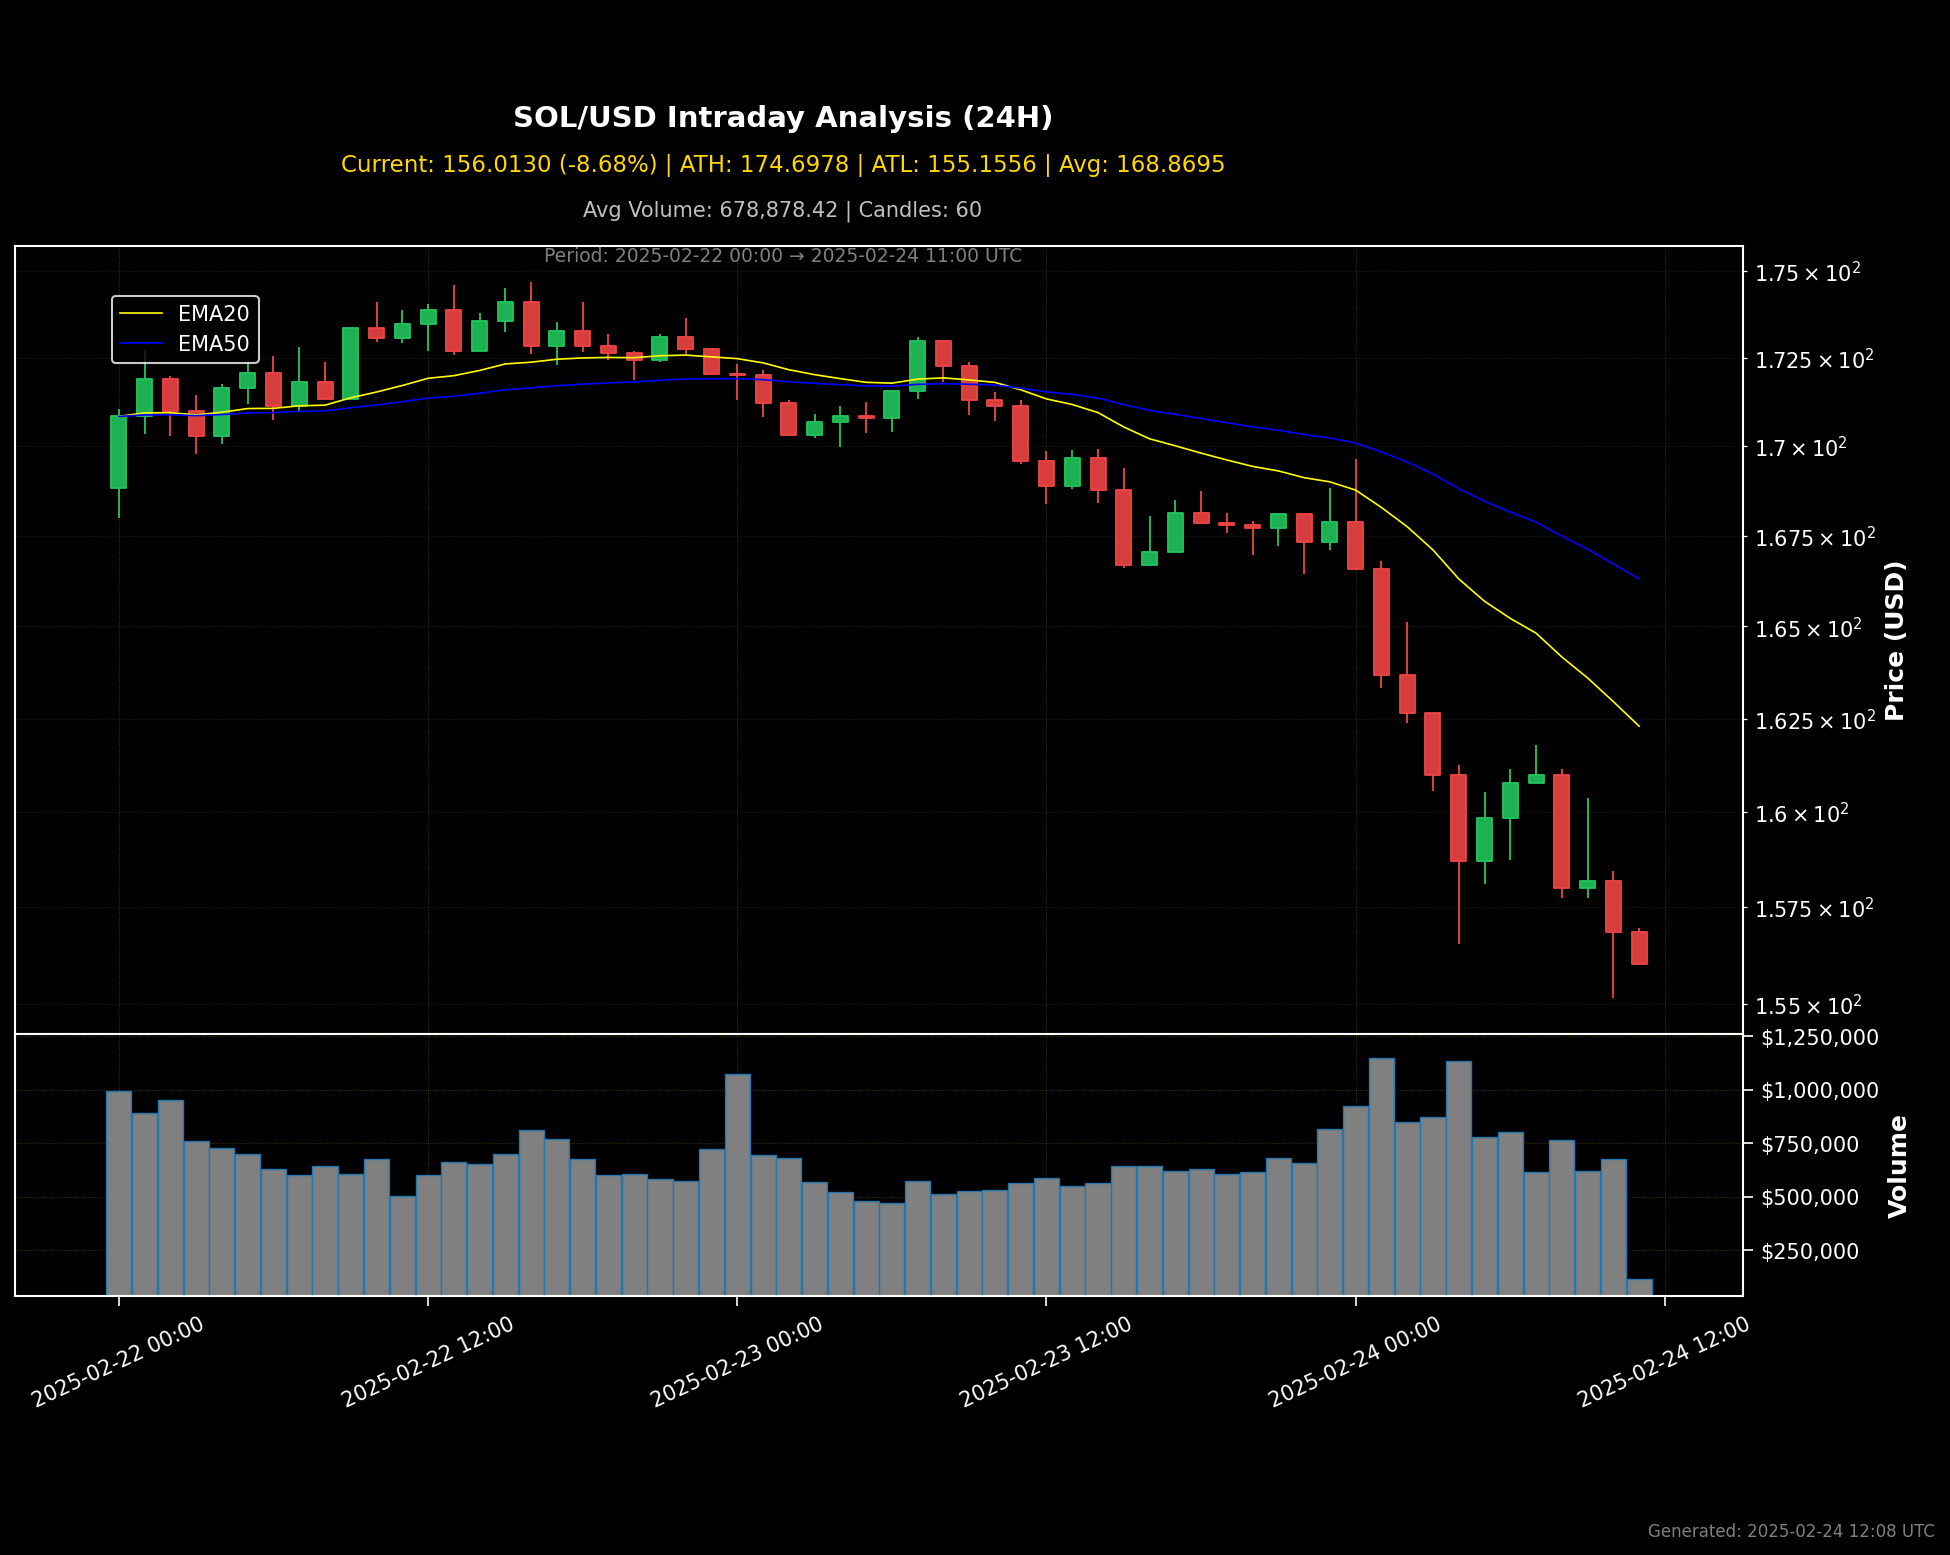 SOL/USD Intraday Analysis (24H)
Current: 156.0130 (-8.68%) | ATH: 174.6978 | ATL: 155.1556 | Avg: 168.8695
Avg Volume: 678,878.42 | Candles: 60
Period: 2025-02-22 00:00 → 2025-02-24 11:00 UTC
EMA20
EMA50
1.75 × 10²
1.725 × 10²
1.7 × 10²
1.675 × 10²
1.65 × 10²
1.625 × 10²
1.6 × 10²
1.575 × 10²
1.55 × 10²
Price (USD)
$1,250,000
$1,000,000
$750,000
$500,000
$250,000
Volume
2025-02-22 00:00
2025-02-22 12:00
2025-02-23 00:00
2025-02-23 12:00
2025-02-24 00:00
2025-02-24 12:00
Generated: 2025-02-24 12:08 UTC